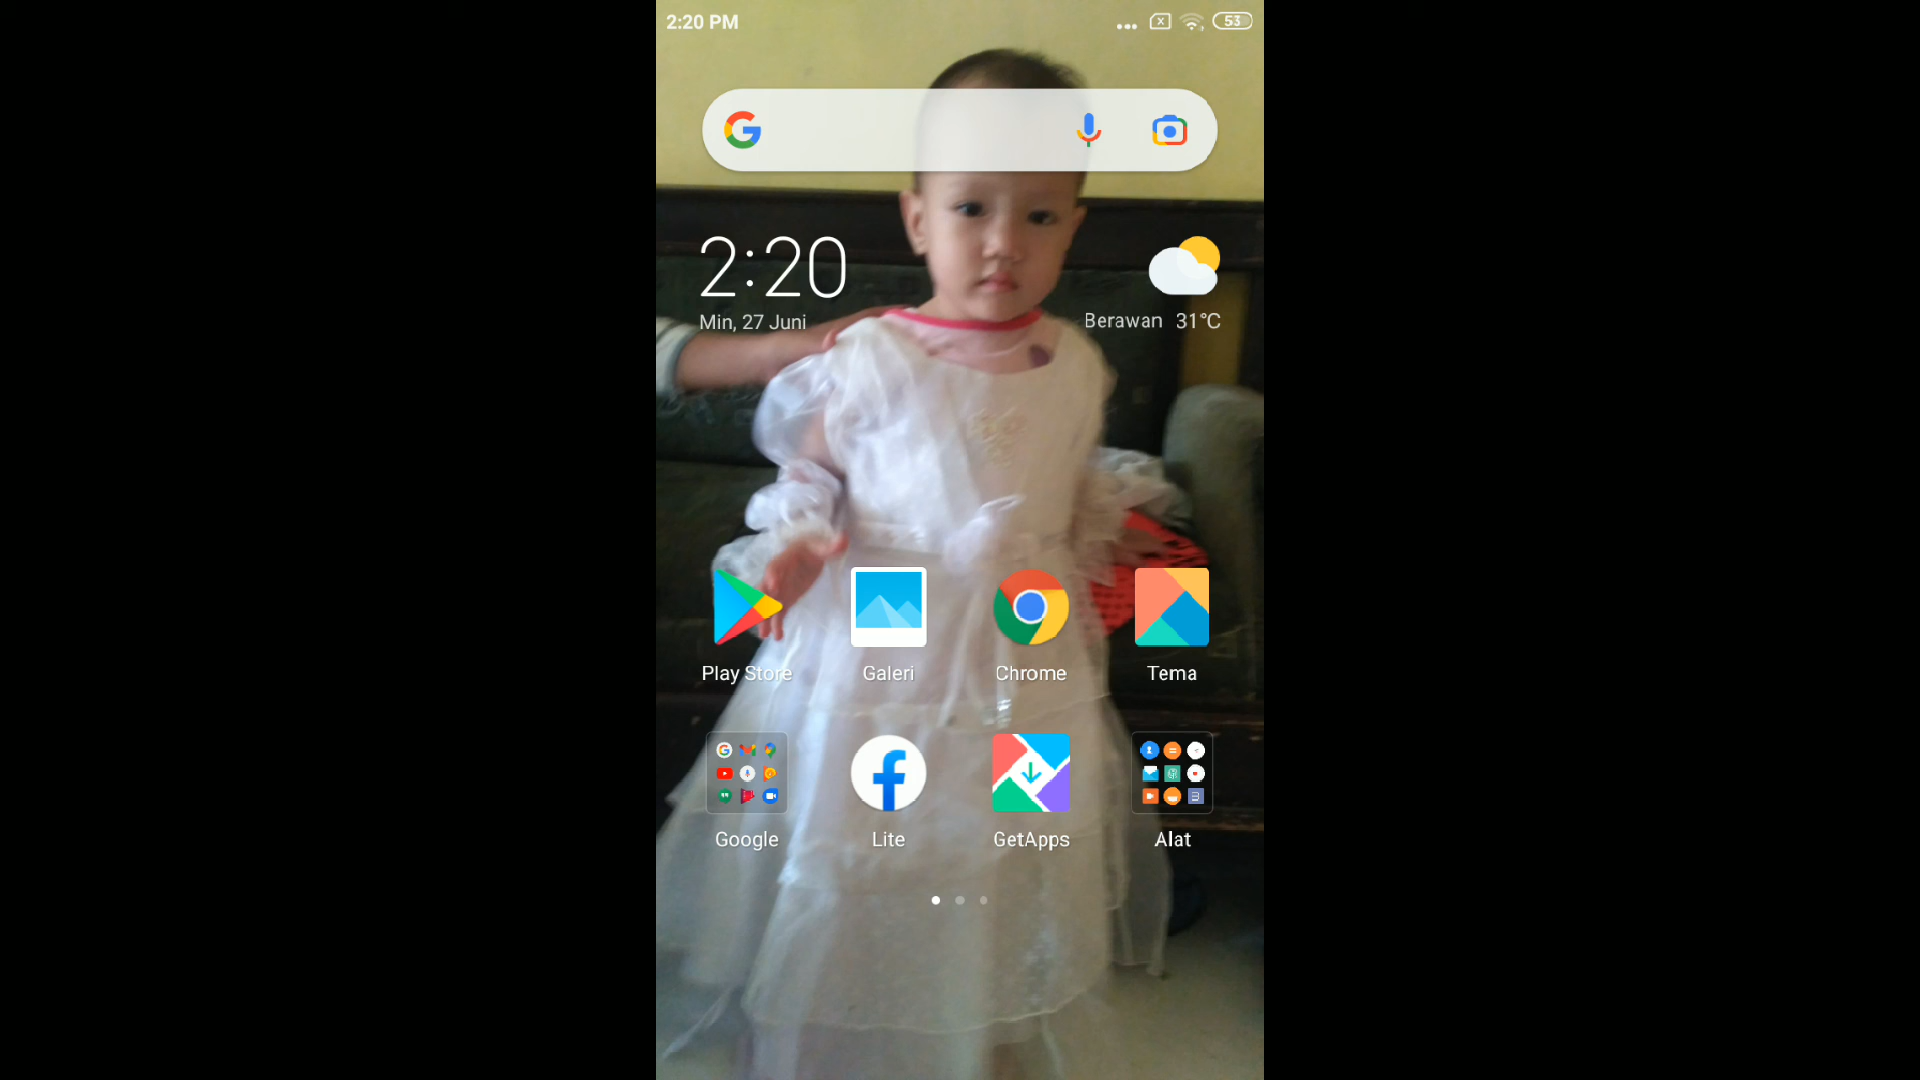 2:20 PM
53
2:20
Min, 27 Juni
Berawan 31°C
Play Store
Galeri
Chrome
Tema
Google
Lite
GetApps
Alat